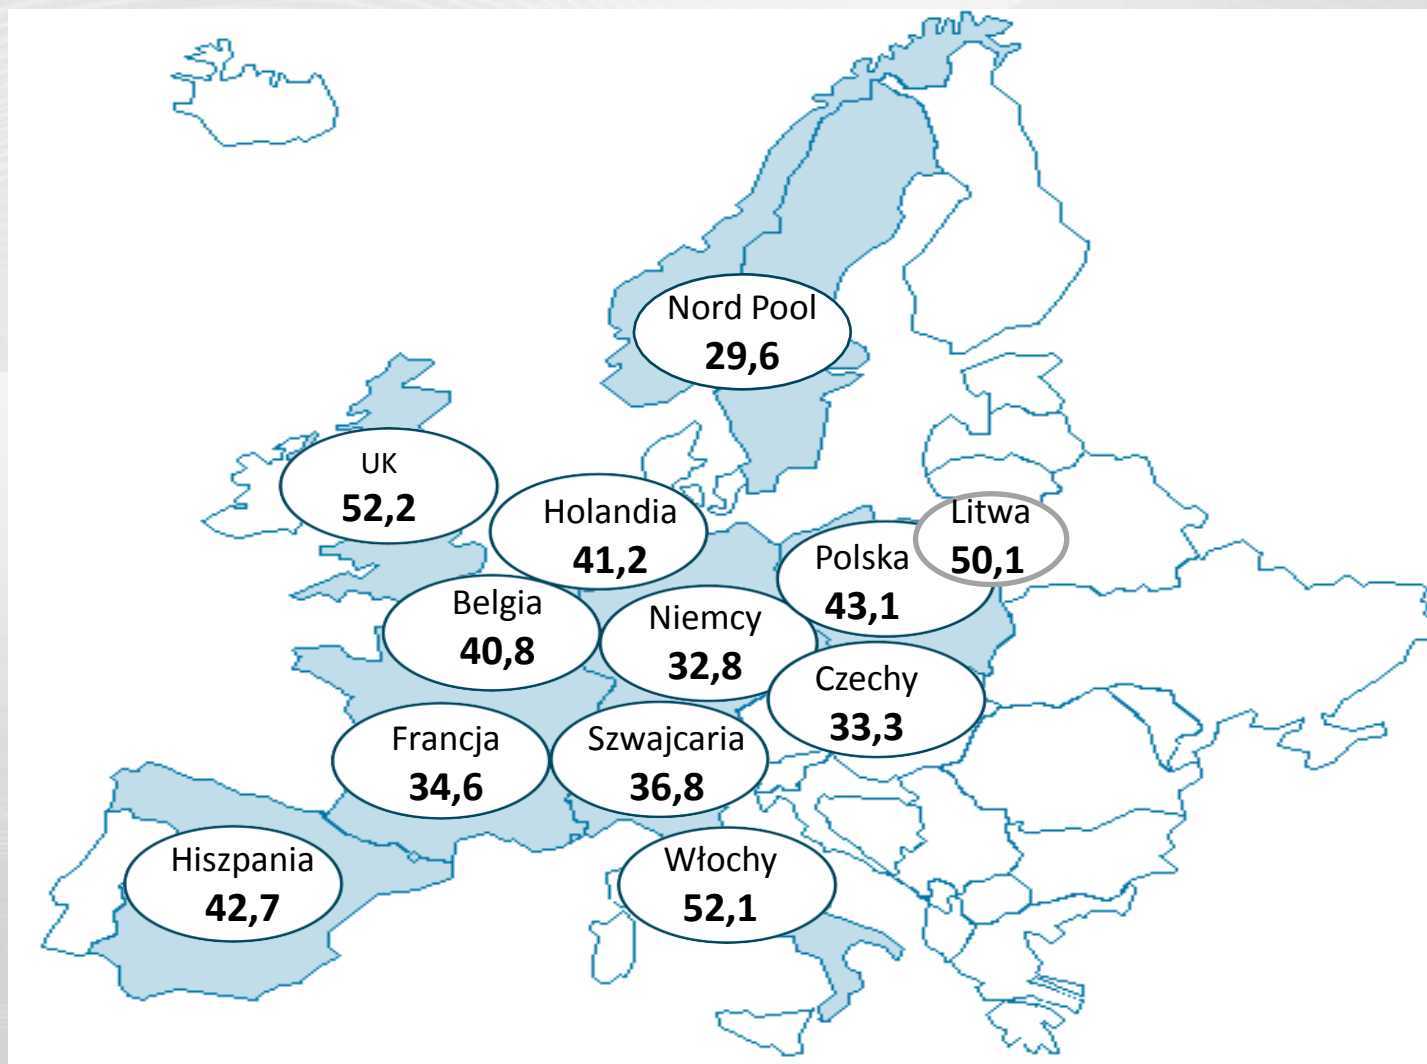 Nord Pool
29,6
UK
52,2
Holandia
41,2
Litwa
50,1
Polska
43,1
Belgia
40,8
Niemcy
32,8
Czechy
33,3
Francja
34,6
Szwajcaria
36,8
Hiszpania
42,7
Włochy
52,1